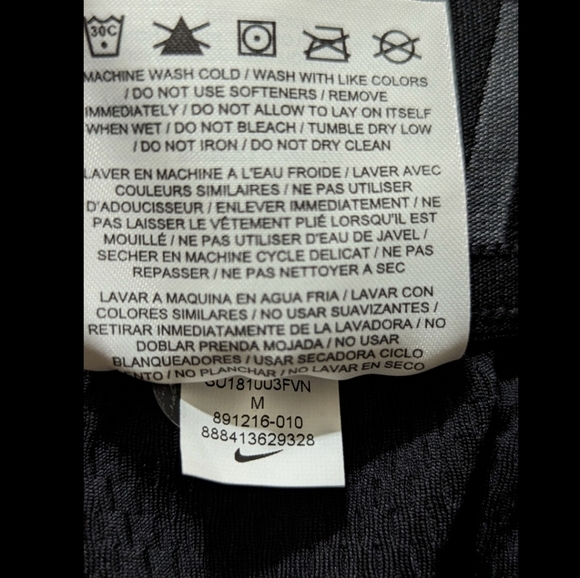 30C
MACHINE WASH COLD / WASH WITH LIKE COLORS
/ DO NOT USE SOFTENERS / REMOVE
IMMEDIATELY / DO NOT ALLOW TO LAY ON ITSELF
WHEN WET / DO NOT BLEACH / TUMBLE DRY LOW
/ DO NOT IRON / DO NOT DRY CLEAN
LAVER EN MACHINE A L'EAU FROIDE / LAVER AVEC
COULEURS SIMILAIRES / NE PAS UTILISER
D'ADOUCISSEUR / ENLEVER IMMEDIATEMENT / NE
PAS LAISSER LE VÊTEMENT PLIÉ LORSQU'IL EST
MOUILLÉ / NE PAS UTILISER D'EAU DE JAVEL /
SECHER EN MACHINE CYCLE DELICAT / NE PAS
REPASSER / NE PAS NETTOYER A SEC
LAVAR A MAQUINA EN AGUA FRIA / LAVAR CON
COLORES SIMILARES / NO USAR SUAVIZANTES /
RETIRAR INMEDIATAMENTE DE LA LAVADORA / NO
DOBLAR PRENDA MOJADA / NO USAR
BLANQUEADORES / USAR SECADORA CICLO
/ NO PLANCHAR / NO LAVAR EN SECO
M
891216-010
888413629328